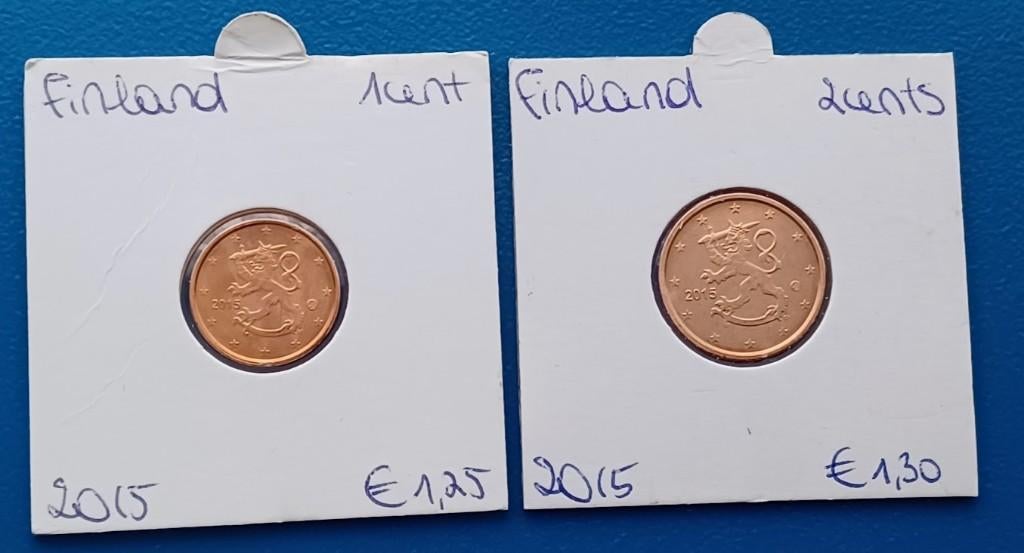 Finland 1cent
2015
2015 € 1,25
Finland 2cents
2015
2015 € 1,30